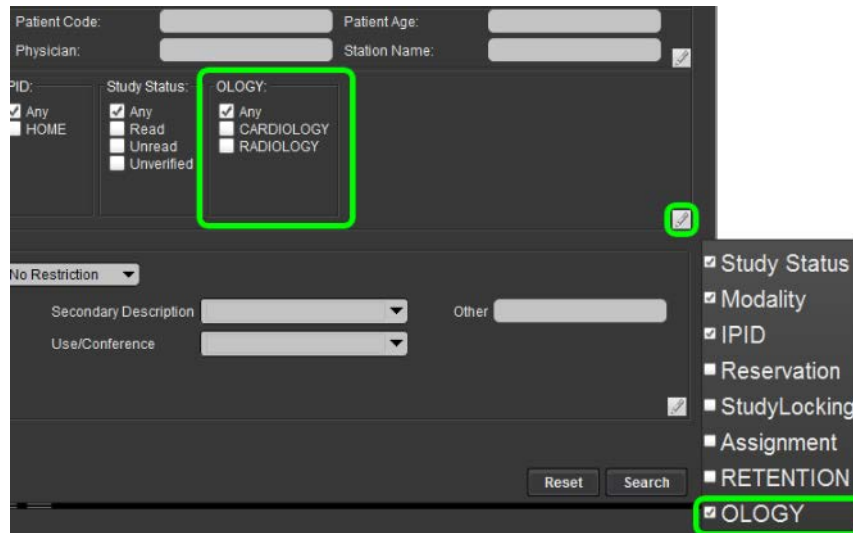 Patient Code: Patient Age:
Physician: Station Name:
PID: Study Status: OLOGY:
Any Any Any
HOME Read CARDIOLOGY
Unread RADIOLOGY
Unverified
No Restriction
Secondary Description Other
Use/Conference
Reset Search
Study Status
Modality
IPID
Reservation
StudyLocking
Assignment
RETENTION
OLOGY